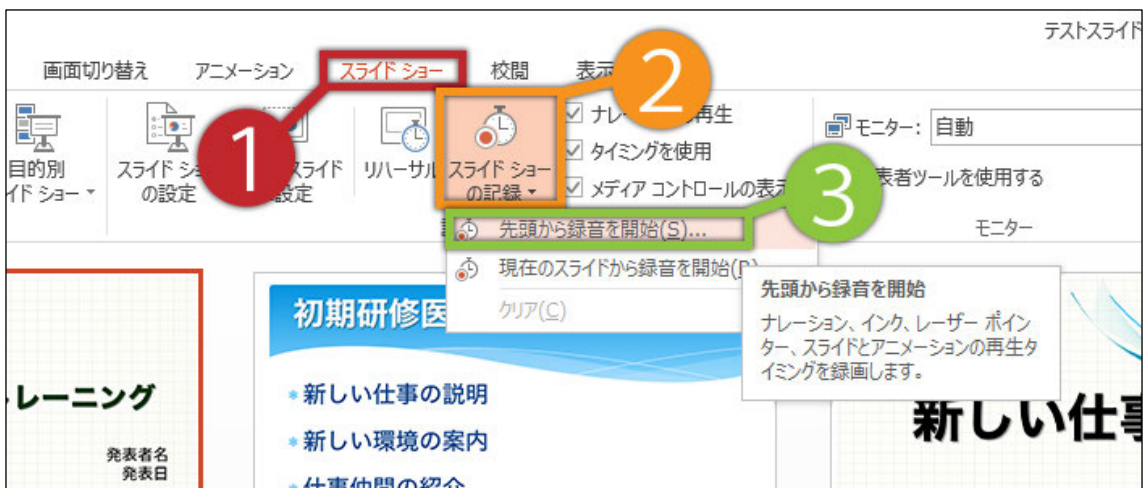 テストスライド
画面切り替え アニメーション スライド ショー 校閲 表示
1
2
3
目的別
スライド ショー
の設定
スライド
設定
リハーサル
スライド ショー
の記録
再生
タイミングを使用
メディア コントロールの表示
モニター: 自動
表者ツールを使用する
モニター
先頭から録音を開始(S)...
現在のスライドから録音を開始(R)
クリア(C)
先頭から録音を開始
ナレーション、インク、レーザー ポイン
ター、スライドとアニメーションの再生タ
イミングを録画します。
初期研修医
*新しい仕事の説明
*新しい環境の案内
*仕事仲間の紹介
レーニング
発表者名
発表日
新しい仕事